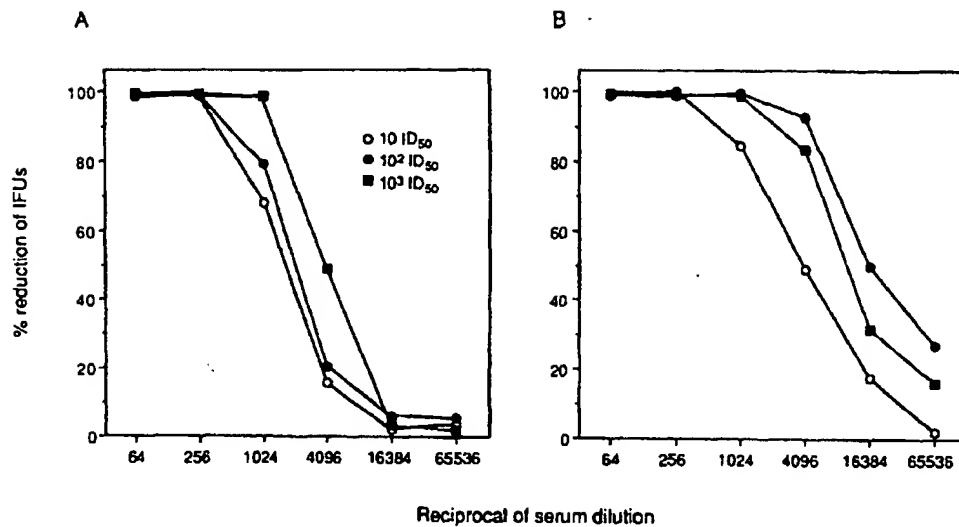 A
B
% reduction of IFUs
100
80
60
40
20
0
10 ID50
10² ID50
10³ ID50
64 256 1024 4096 16384 65536
100
80
60
40
20
0
64 256 1024 4096 16384 65536
Reciprocal of serum dilution